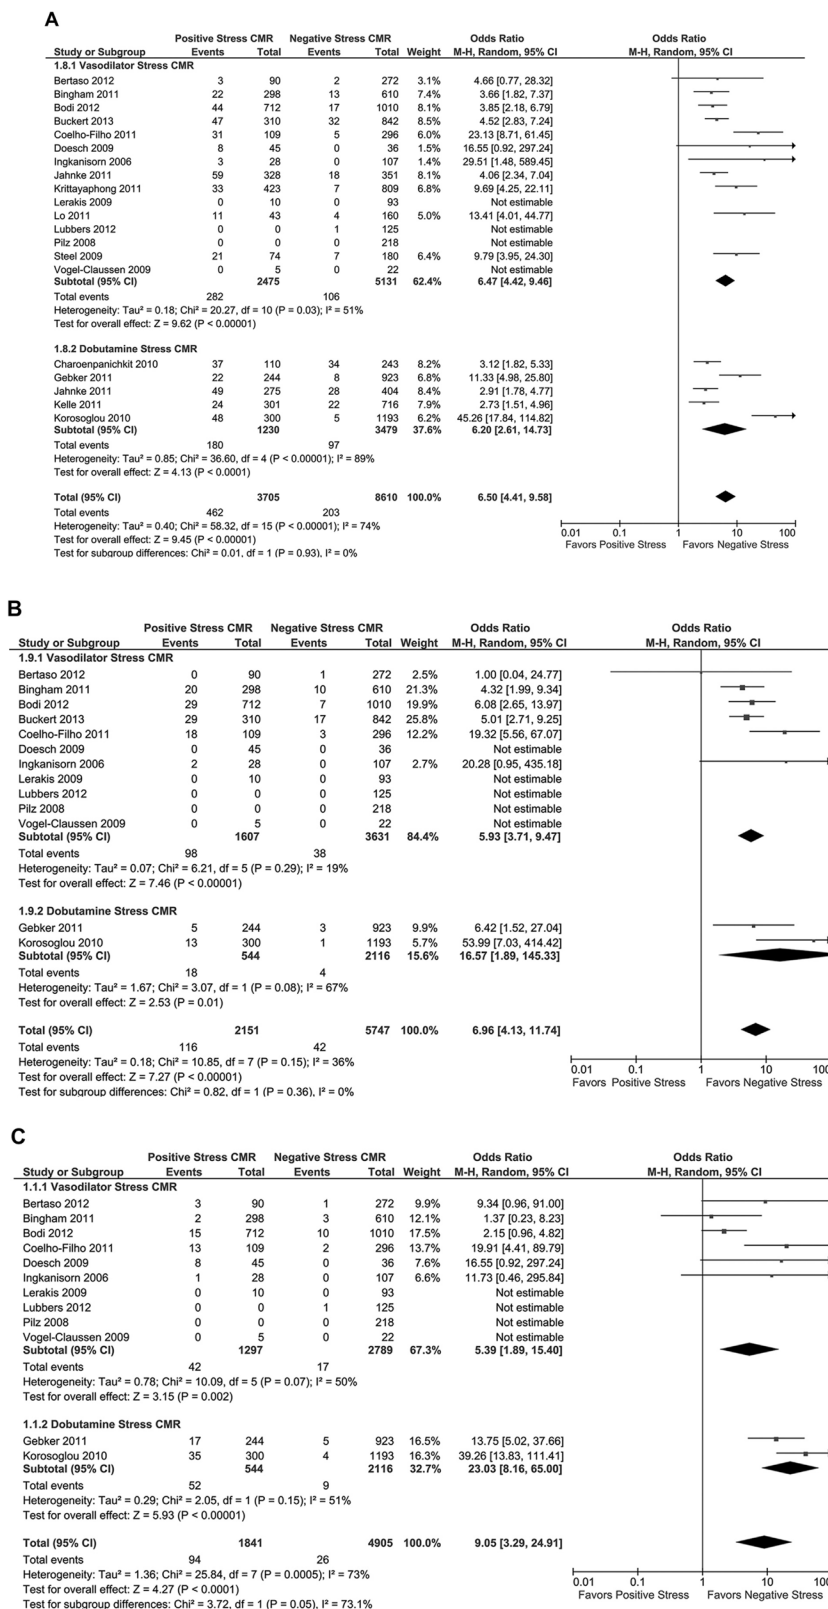 A
Positive Stress CMR Negative Stress CMR Odds Ratio Odds Ratio
Study or Subgroup Events Total Events Total Weight M-H, Random, 95% CI M-H, Random, 95% CI
1.8.1 Vasodilator Stress CMR
Bertaso 2012 3 90 2 272 3.1% 4.66 [0.77, 28.32]
Bingham 2011 22 298 13 610 7.4% 3.66 [1.82, 7.37]
Bodi 2012 44 712 17 1010 8.1% 3.85 [2.18, 6.79]
Buckert 2013 47 310 32 842 8.5% 4.52 [2.83, 7.24]
Coelho-Filho 2011 31 109 5 296 6.0% 23.13 [8.71, 61.45]
Doesch 2009 8 45 0 36 1.5% 16.55 [0.92, 297.24]
Ingkanisorn 2006 3 28 0 107 1.4% 29.51 [1.48, 589.45]
Jahnke 2011 59 328 18 351 8.1% 4.06 [2.34, 7.04]
Krittayaphong 2011 33 423 7 809 6.8% 9.69 [4.25, 22.11]
Lerakis 2009 0 10 0 93 Not estimable
Lo 2011 11 43 4 160 5.0% 13.41 [4.01, 44.77]
Lubbers 2012 0 0 1 125 Not estimable
Pilz 2008 0 0 0 218 Not estimable
Steel 2009 21 74 7 180 6.4% 9.79 [3.95, 24.30]
Vogel-Claussen 2009 0 5 0 22 Not estimable
Subtotal (95% CI) 2475 5131 62.4% 6.47 [4.42, 9.46]
Total events 282 106
Heterogeneity: Tau² = 0.18; Chi² = 20.27, df = 10 (P = 0.03); I² = 51%
Test for overall effect: Z = 9.62 (P < 0.00001)
1.8.2 Dobutamine Stress CMR
Charoenpanichkit 2010 37 110 34 243 8.2% 3.12 [1.82, 5.33]
Gebker 2011 22 244 8 923 6.8% 11.33 [4.98, 25.80]
Jahnke 2011 49 275 28 404 8.4% 2.91 [1.78, 4.77]
Kelle 2011 24 301 22 716 7.9% 2.73 [1.51, 4.96]
Korosoglou 2010 48 300 5 1193 6.2% 45.26 [17.84, 114.82]
Subtotal (95% CI) 1230 3479 37.6% 6.20 [2.61, 14.73]
Total events 180 97
Heterogeneity: Tau² = 0.85; Chi² = 36.60, df = 4 (P < 0.00001); I² = 89%
Test for overall effect: Z = 4.13 (P < 0.0001)
Total (95% CI) 3705 8610 100.0% 6.50 [4.41, 9.58]
Total events 462 203
Heterogeneity: Tau² = 0.40; Chi² = 58.32, df = 15 (P < 0.00001); I² = 74%
Test for overall effect: Z = 9.45 (P < 0.00001)
Test for subgroup differences: Chi² = 0.01, df = 1 (P = 0.93), I² = 0%
0.01 0.1 1 10 100
Favors Positive Stress Favors Negative Stress
B
Positive Stress CMR Negative Stress CMR Odds Ratio Odds Ratio
Study or Subgroup Events Total Events Total Weight M-H, Random, 95% CI M-H, Random, 95% CI
1.9.1 Vasodilator Stress CMR
Bertaso 2012 0 90 1 272 2.5% 1.00 [0.04, 24.77]
Bingham 2011 20 298 10 610 21.3% 4.32 [1.99, 9.34]
Bodi 2012 29 712 7 1010 19.9% 6.08 [2.65, 13.97]
Buckert 2013 29 310 17 842 25.8% 5.01 [2.71, 9.25]
Coelho-Filho 2011 18 109 3 296 12.2% 19.32 [5.56, 67.07]
Doesch 2009 0 45 0 36 Not estimable
Ingkanisorn 2006 2 28 0 107 2.7% 20.28 [0.95, 435.18]
Lerakis 2009 0 10 0 93 Not estimable
Lubbers 2012 0 0 0 125 Not estimable
Pilz 2008 0 0 0 218 Not estimable
Vogel-Claussen 2009 0 5 0 22 Not estimable
Subtotal (95% CI) 1607 3631 84.4% 5.93 [3.71, 9.47]
Total events 98 38
Heterogeneity: Tau² = 0.07; Chi² = 6.21, df = 5 (P = 0.29); I² = 19%
Test for overall effect: Z = 7.46 (P < 0.00001)
1.9.2 Dobutamine Stress CMR
Gebker 2011 5 244 3 923 9.9% 6.42 [1.52, 27.04]
Korosoglou 2010 13 300 1 1193 5.7% 53.99 [7.03, 414.42]
Subtotal (95% CI) 544 2116 15.6% 16.57 [1.89, 145.33]
Total events 18 4
Heterogeneity: Tau² = 1.67; Chi² = 3.07, df = 1 (P = 0.08); I² = 67%
Test for overall effect: Z = 2.53 (P = 0.01)
Total (95% CI) 2151 5747 100.0% 6.96 [4.13, 11.74]
Total events 116 42
Heterogeneity: Tau² = 0.18; Chi² = 10.85, df = 7 (P = 0.15); I² = 36%
Test for overall effect: Z = 7.27 (P < 0.00001)
Test for subgroup differences: Chi² = 0.82, df = 1 (P = 0.36), I² = 0%
0.01 0.1 1 10 100
Favors Positive Stress Favors Negative Stress
C
Positive Stress CMR Negative Stress CMR Odds Ratio Odds Ratio
Study or Subgroup Events Total Events Total Weight M-H, Random, 95% CI M-H, Random, 95% CI
1.1.1 Vasodilator Stress CMR
Bertaso 2012 3 90 1 272 9.9% 9.34 [0.96, 91.00]
Bingham 2011 2 298 3 610 12.1% 1.37 [0.23, 8.23]
Bodi 2012 15 712 10 1010 17.5% 2.15 [0.96, 4.82]
Coelho-Filho 2011 13 109 2 296 13.7% 19.91 [4.41, 89.79]
Doesch 2009 8 45 0 36 7.6% 16.55 [0.92, 297.24]
Ingkanisorn 2006 1 28 0 107 6.6% 11.73 [0.46, 295.84]
Lerakis 2009 0 10 0 93 Not estimable
Lubbers 2012 0 0 1 125 Not estimable
Pilz 2008 0 0 0 218 Not estimable
Vogel-Claussen 2009 0 5 0 22 Not estimable
Subtotal (95% CI) 1297 2789 67.3% 5.39 [1.89, 15.40]
Total events 42 17
Heterogeneity: Tau² = 0.78; Chi² = 10.09, df = 5 (P = 0.07); I² = 50%
Test for overall effect: Z = 3.15 (P = 0.002)
1.1.2 Dobutamine Stress CMR
Gebker 2011 17 244 5 923 16.5% 13.75 [5.02, 37.66]
Korosoglou 2010 35 300 4 1193 16.3% 39.26 [13.83, 111.41]
Subtotal (95% CI) 544 2116 32.7% 23.03 [8.16, 65.00]
Total events 52 9
Heterogeneity: Tau² = 0.29; Chi² = 2.05, df = 1 (P = 0.15); I² = 51%
Test for overall effect: Z = 5.93 (P < 0.00001)
Total (95% CI) 1841 4905 100.0% 9.05 [3.29, 24.91]
Total events 94 26
Heterogeneity: Tau² = 1.36; Chi² = 25.84, df = 7 (P = 0.0005); I² = 73%
Test for overall effect: Z = 4.27 (P < 0.0001)
Test for subgroup differences: Chi² = 3.72, df = 1 (P = 0.05), I² = 73.1%
0.01 0.1 1 10 100
Favors Positive Stress Favors Negative Stress